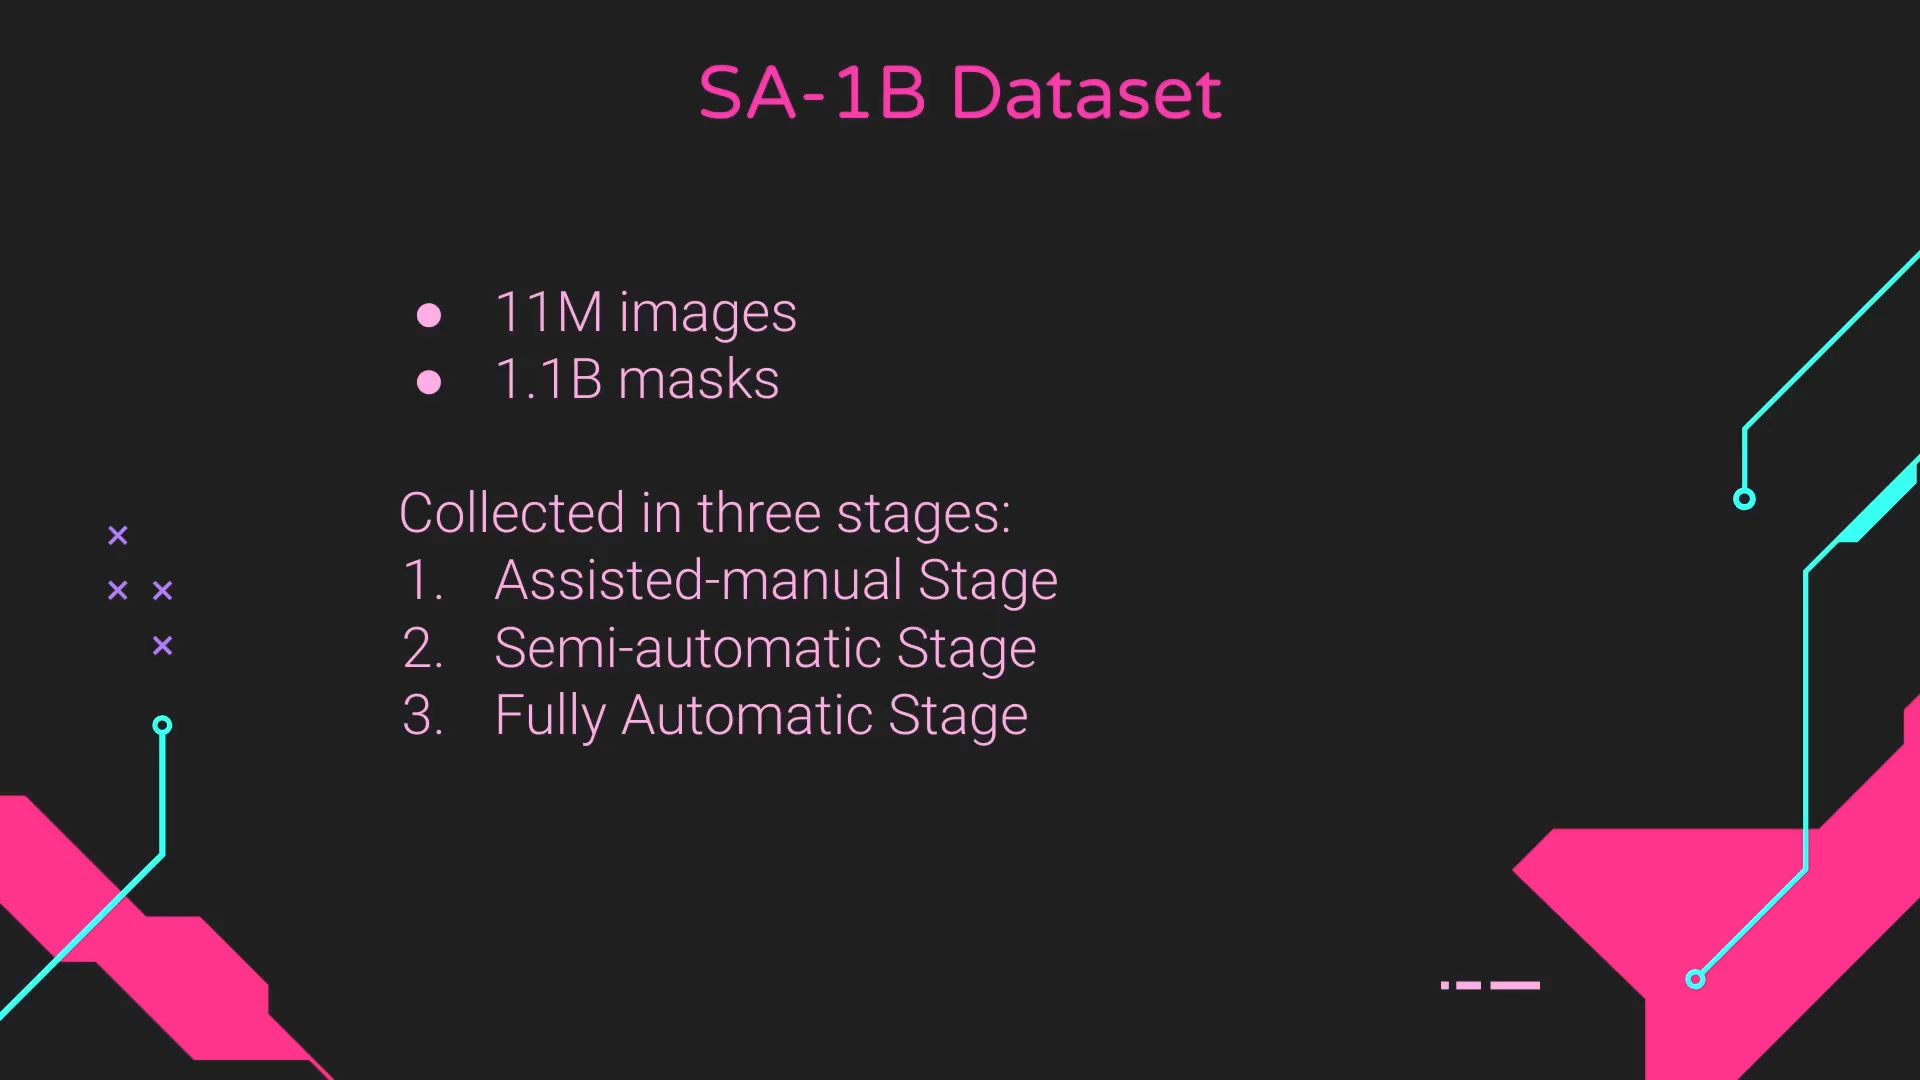 SA-1B Dataset
● 11M images
● 1.1B masks
Collected in three stages:
1. Assisted-manual Stage
2. Semi-automatic Stage
3. Fully Automatic Stage